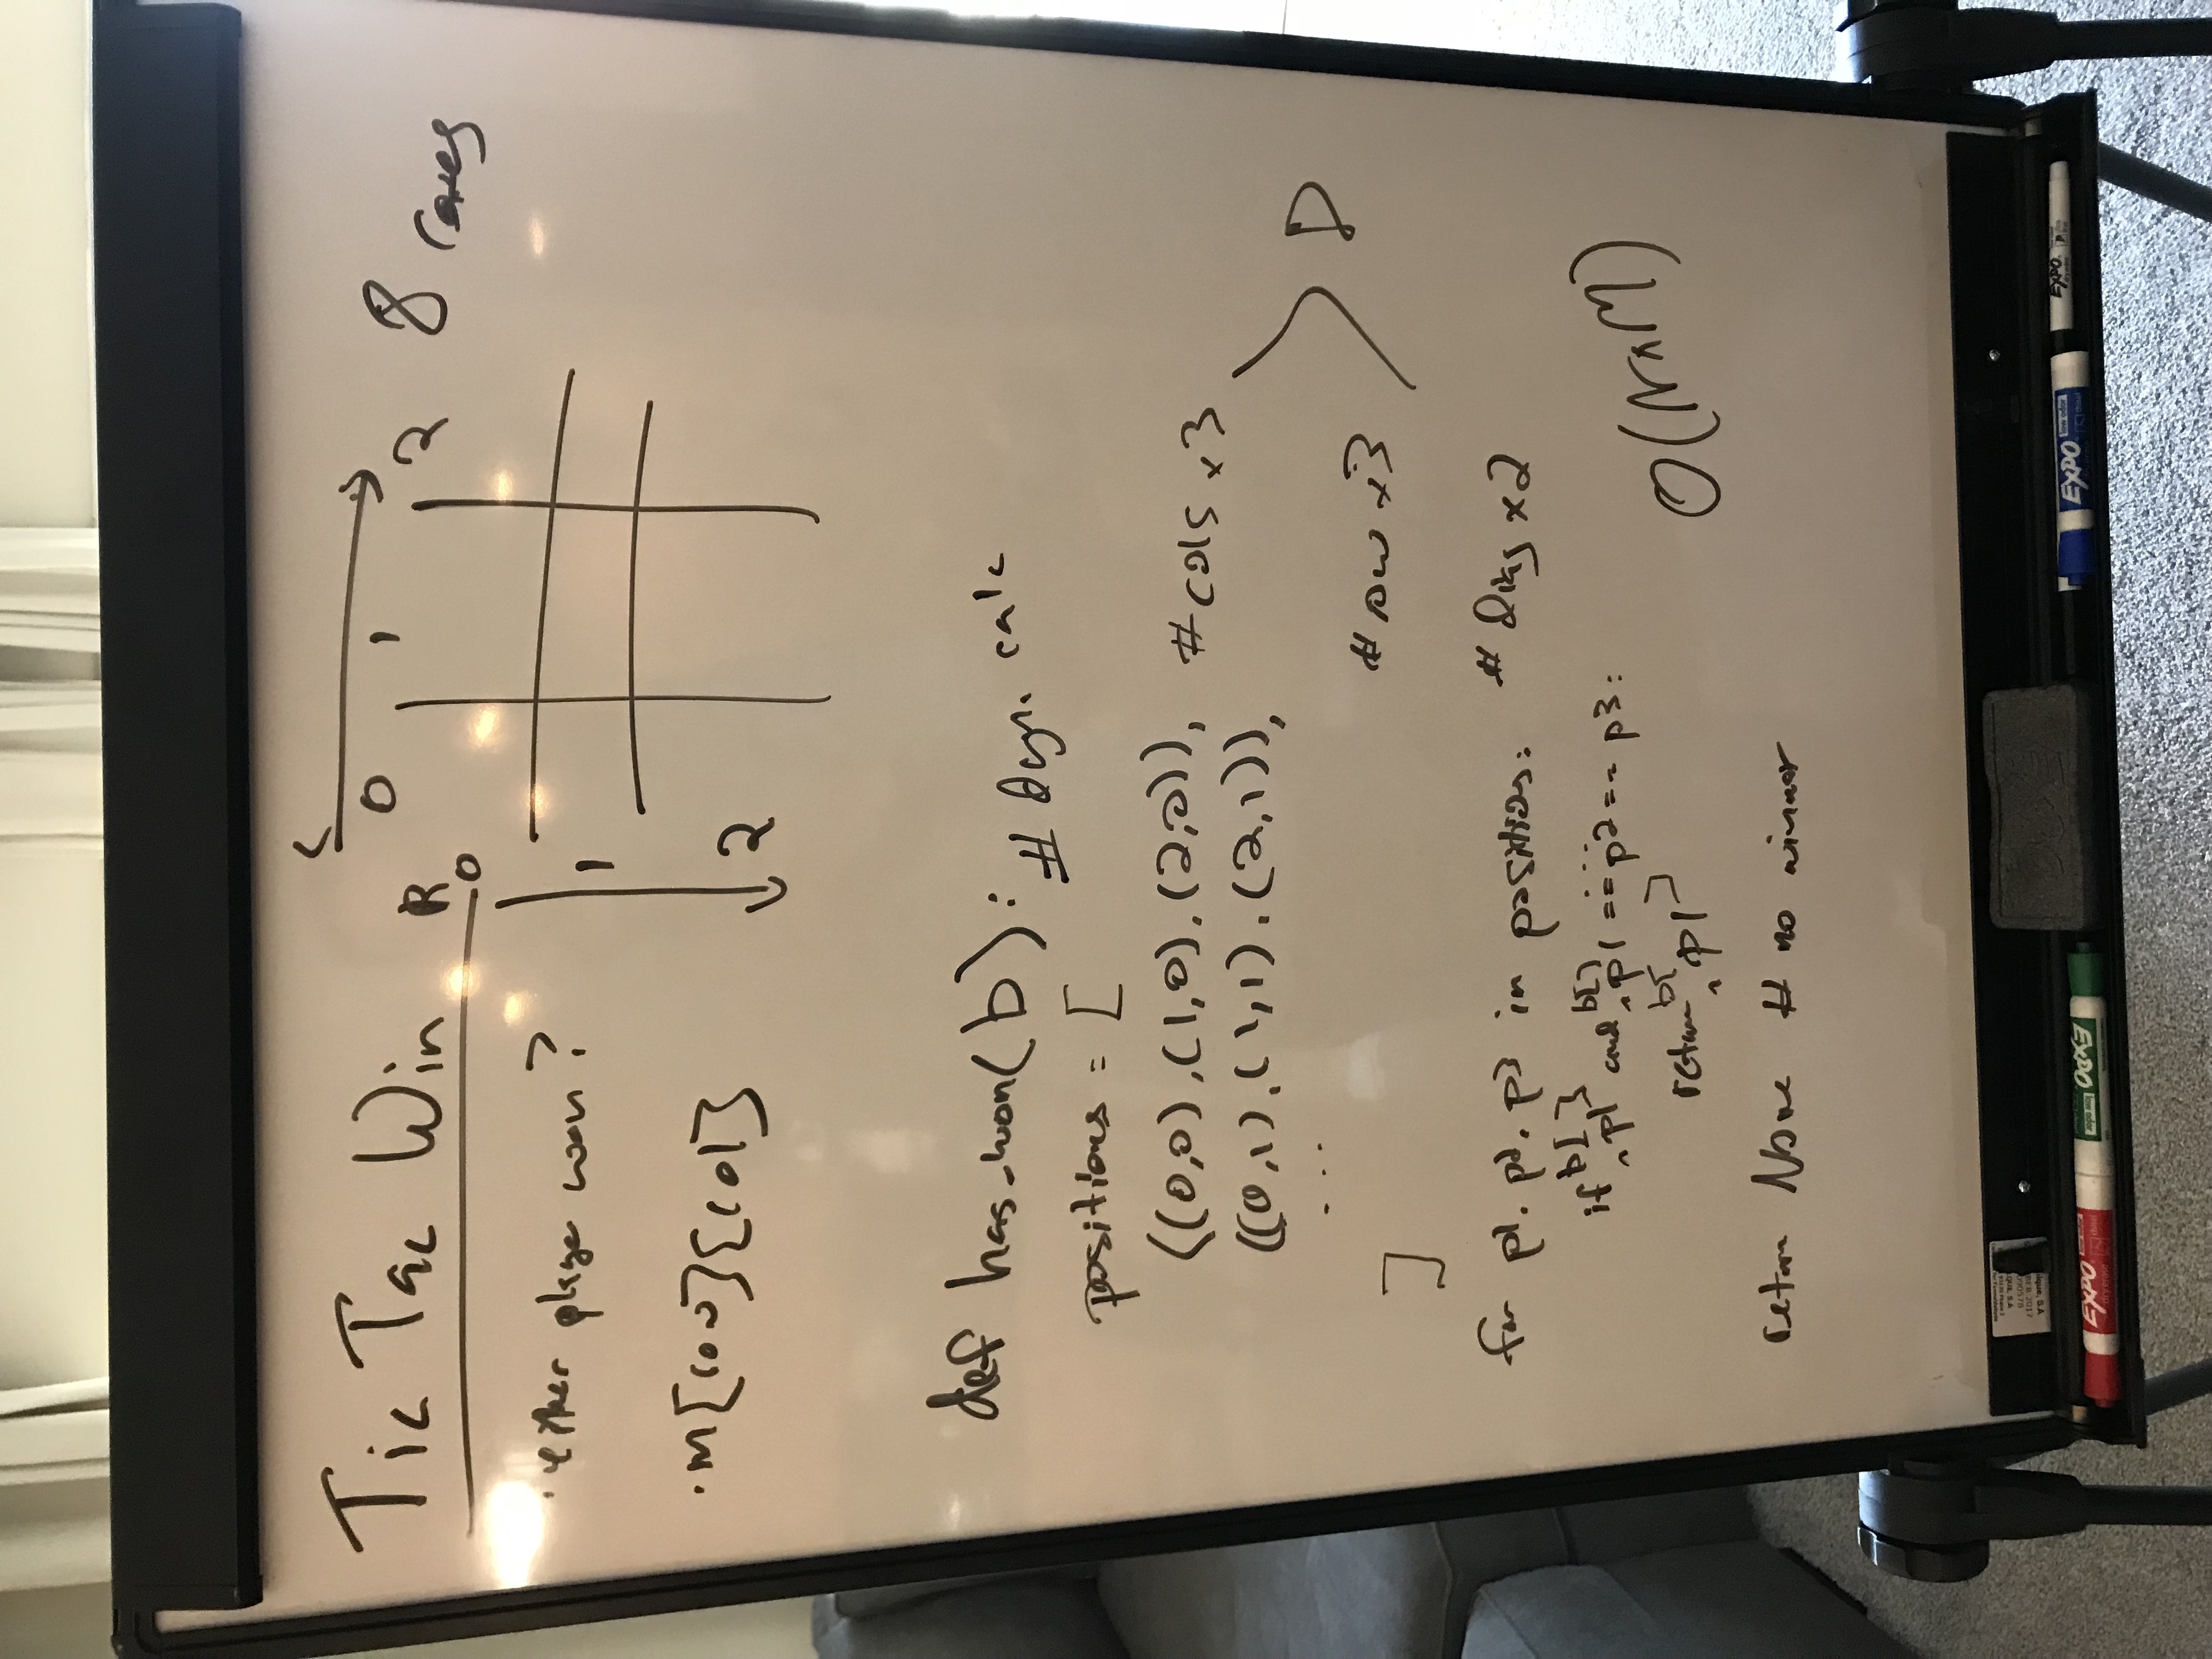 Tic Tac Win
C
0 1 2
R
0
1
2
8 cases
· either player won?
· m[row][col]
def has_won(b):
# dyn. calc
positions = [
((0,0),(1,0),(2,0)), # cols x3
((0,1),(1,1),(2,1)),
...
# row x3
D
]
for p1, p2, p3 in positions: # diag x2
b[ ] b[] ...
if ^p1 and ^p1 == p2 == p3:
b[ ]
return ^p1
O(NxM)
return None # no winner
EXPO
EXPO
low odor
EXPO
low odor
EXPO